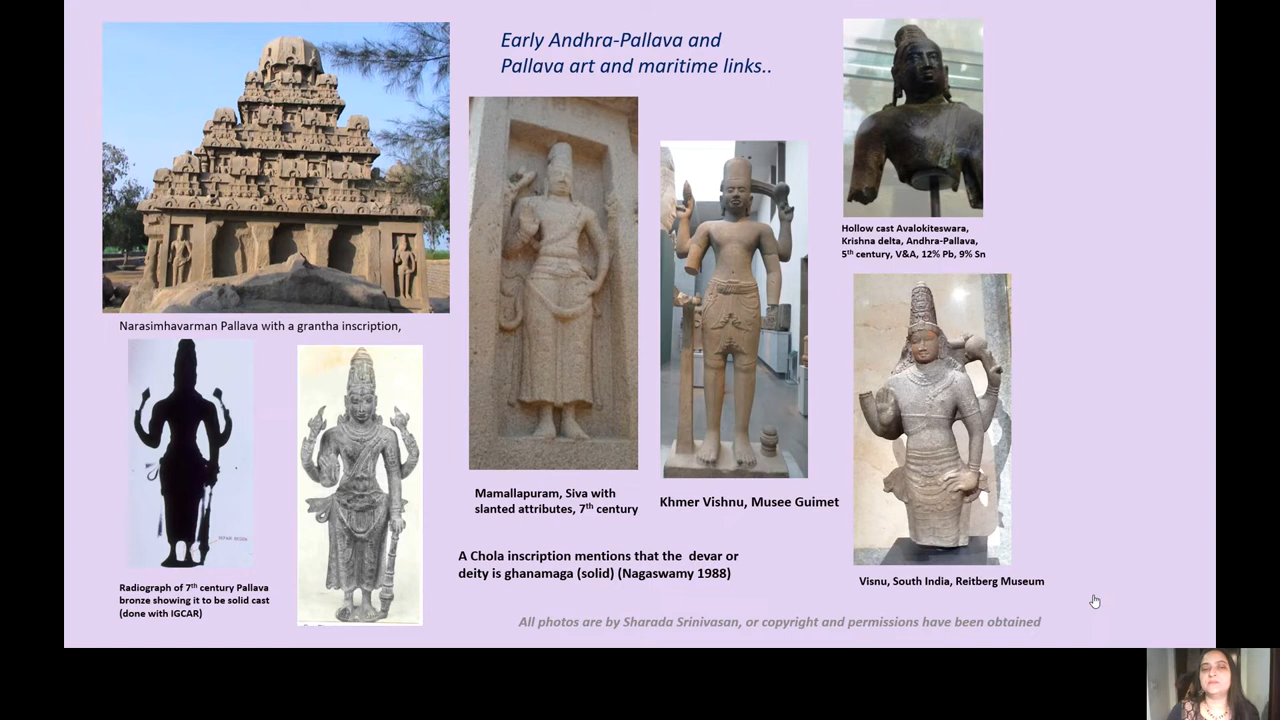 Early Andhra-Pallava and
Pallava art and maritime links..
Hollow cast Avalokiteswara,
Krishna delta, Andhra-Pallava,
5th century, V&A, 12% Pb, 9% Sn
Narasimhavarman Pallava with a grantha inscription,
Mamallapuram, Siva with
slanted attributes, 7th century
Khmer Vishnu, Musee Guimet
A Chola inscription mentions that the  devar or
deity is ghanamaga (solid) (Nagaswamy 1988)
Visnu, South India, Reitberg Museum
Radiograph of 7th century Pallava
bronze showing it to be solid cast
(done with IGCAR)
All photos are by Sharada Srinivasan, or copyright and permissions have been obtained